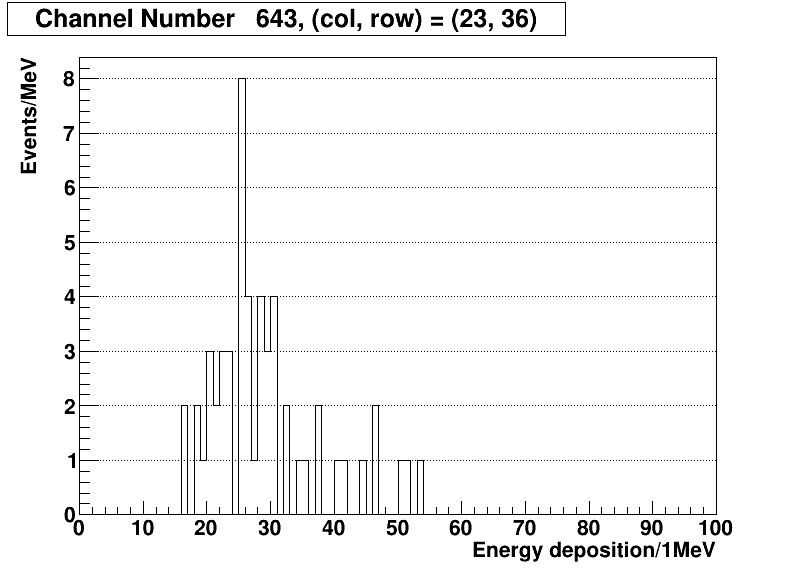 Channel Number   643, (col, row) = (23, 36)
Events/MeV
8
7
6
5
4
3
2
1
0
0 10 20 30 40 50 60 70 80 90 100
Energy deposition/1MeV